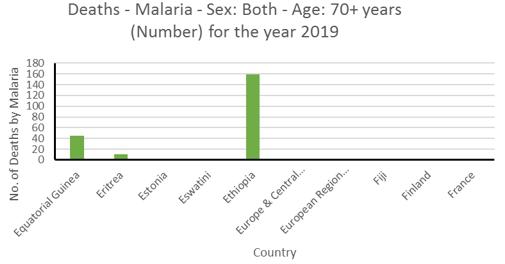 Deaths - Malaria - Sex: Both - Age: 70+ years
(Number) for the year 2019
No. of Deaths by Malaria
180
160
140
120
100
80
60
40
20
0
Equatorial Guinea
Eritrea
Estonia
Eswatini
Ethiopia
Europe & Central...
European Region...
Fiji
Finland
France
Country